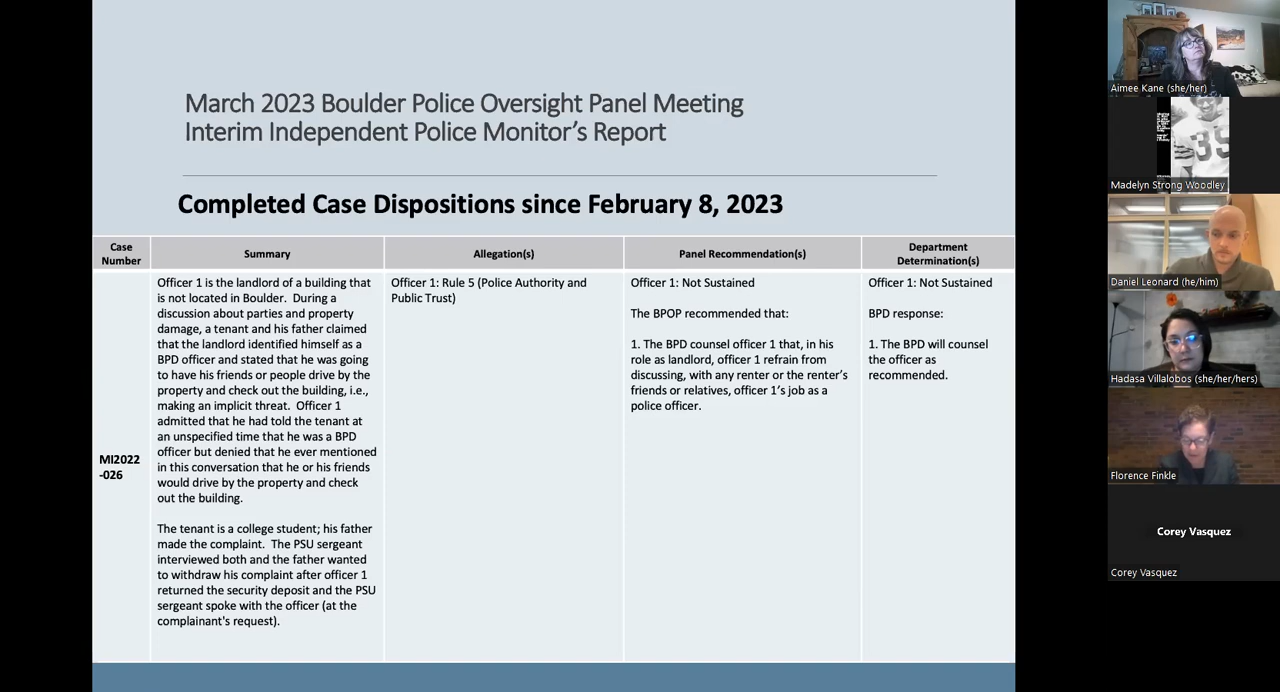 March 2023 Boulder Police Oversight Panel Meeting
Interim Independent Police Monitor's Report
Completed Case Dispositions since February 8, 2023
Case
Number
Summary
Allegation(s)
Panel Recommendation(s)
Department
Determination(s)
MI2022
-026
Officer 1 is the landlord of a building that
is not located in Boulder. During a
discussion about parties and property
damage, a tenant and his father claimed
that the landlord identified himself as a
BPD officer and stated that he was going
to have his friends or people drive by the
property and check out the building, i.e.,
making an implicit threat. Officer 1
admitted that he had told the tenant at
an unspecified time that he was a BPD
officer but denied that he ever mentioned
in this conversation that he or his friends
would drive by the property and check
out the building.
The tenant is a college student; his father
made the complaint. The PSU sergeant
interviewed both and the father wanted
to withdraw his complaint after officer 1
returned the security deposit and the PSU
sergeant spoke with the officer (at the
complainant's request).
Officer 1: Rule 5 (Police Authority and
Public Trust)
Officer 1: Not Sustained
The BPOP recommended that:
1. The BPD counsel officer 1 that, in his
role as landlord, officer 1 refrain from
discussing, with any renter or the renter's
friends or relatives, officer 1's job as a
police officer.
Officer 1: Not Sustained
BPD response:
1. The BPD will counsel
the officer as
recommended.
Aimee Kane (she/her)
35
Madelyn Strong Woodley
Daniel Leonard (he/him)
Hadasa Villalobos (she/her/hers)
Florence Finkle
Corey Vasquez
Corey Vasquez